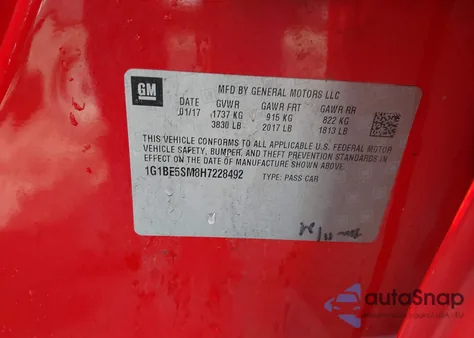 GM
MFD BY GENERAL MOTORS LLC
DATE GVWR GAWR FRT GAWR RR
01/17 1737 KG 915 KG 822 KG
3830 LB 2017 LB 1813 LB
THIS VEHICLE CONFORMS TO ALL APPLICABLE U.S. FEDERAL MOTOR
VEHICLE SAFETY, BUMPER, AND THEFT PREVENTION STANDARDS IN
EFFECT ON THE DATE OF MANUFACTURE SHOWN ABOVE.
1G1BE5SM8H7228492 TYPE: PASS CAR
autoSnap